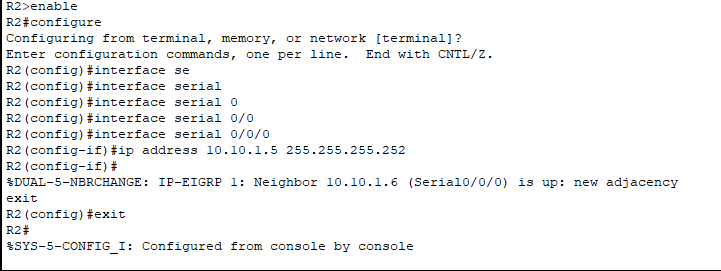 R2>enable
R2#configure
Configuring from terminal, memory, or network [terminal]?
Enter configuration commands, one per line.  End with CNTL/Z.
R2(config)#interface se
R2(config)#interface serial
R2(config)#interface serial 0
R2(config)#interface serial 0/0
R2(config)#interface serial 0/0/0
R2(config-if)#ip address 10.10.1.5 255.255.255.252
R2(config-if)#
%DUAL-5-NBRCHANGE: IP-EIGRP 1: Neighbor 10.10.1.6 (Serial0/0/0) is up: new adjacency
exit
R2(config)#exit
R2#
%SYS-5-CONFIG_I: Configured from console by console